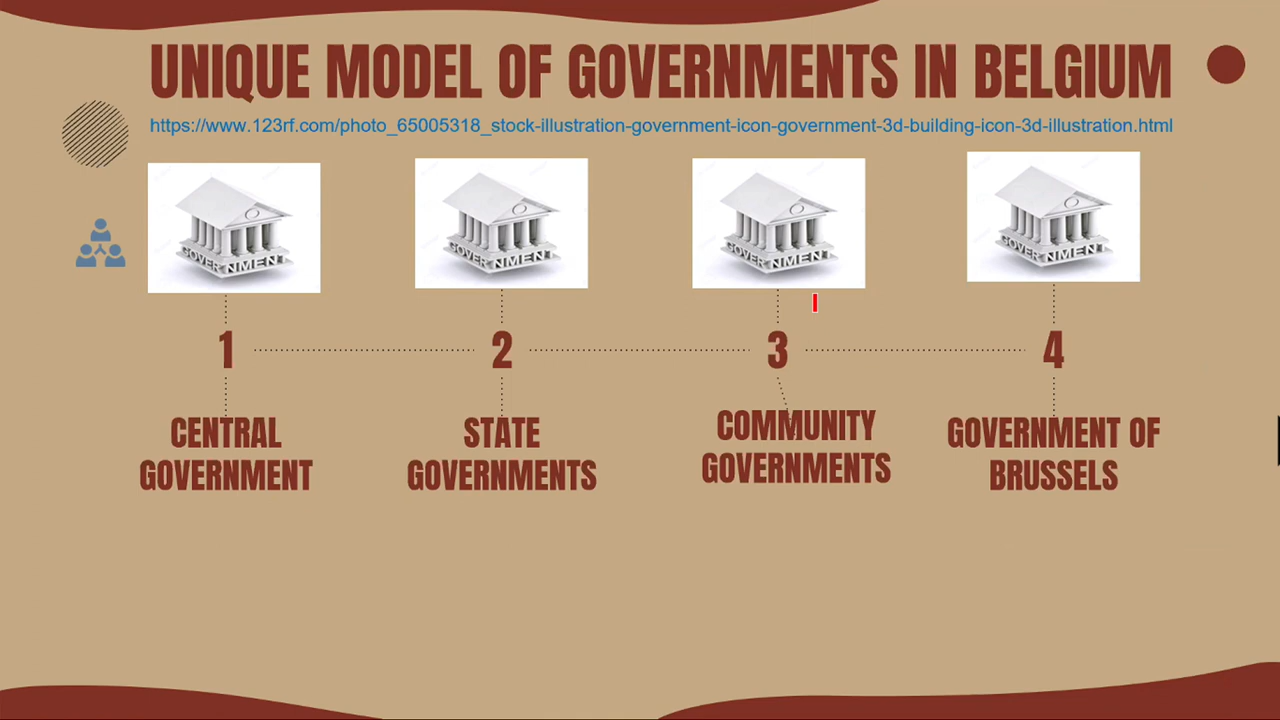 UNIQUE MODEL OF GOVERNMENTS IN BELGIUM
https://www.123rf.com/photo_65005318_stock-illustration-government-icon-government-3d-building-icon-3d-illustration.html
GOVERNMENT
GOVERNMENT
GOVERNMENT
GOVERNMENT
1
2
3
4
CENTRAL
GOVERNMENT
STATE
GOVERNMENTS
COMMUNITY
GOVERNMENTS
GOVERNMENT OF
BRUSSELS